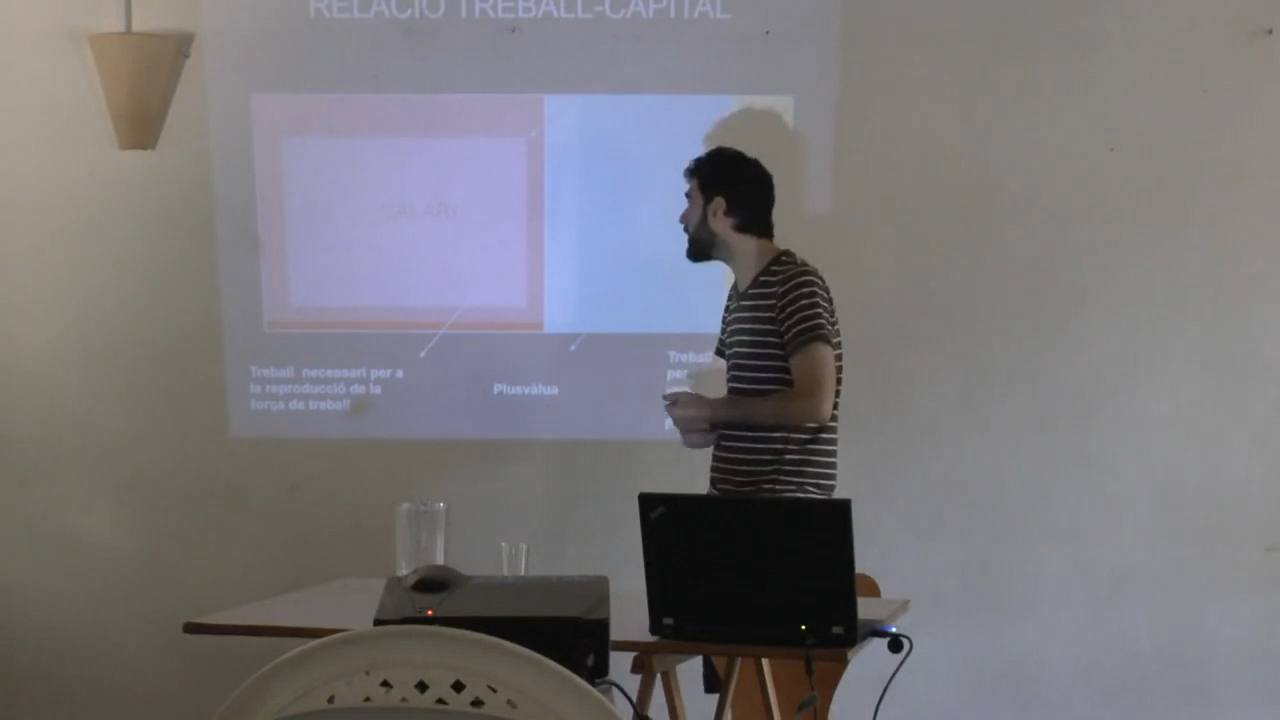 RELACIÓ TREBALL-CAPITAL
SALARI
Treball necessari per a
la reproducció de la
força de treball
Plusvàlua
Treball
per